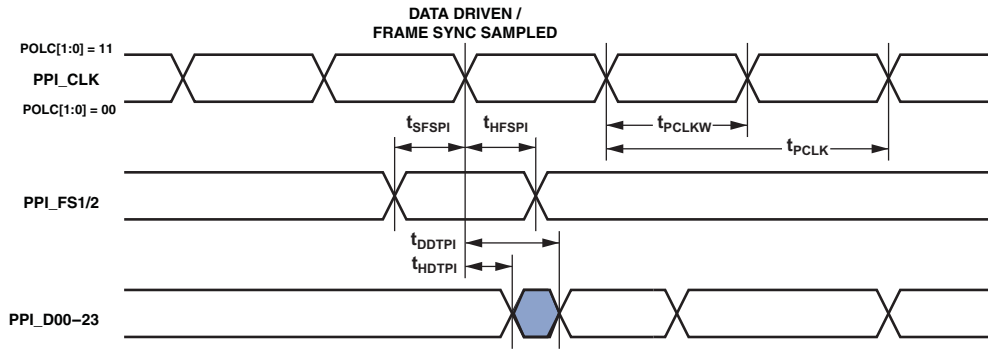 DATA DRIVEN /
FRAME SYNC SAMPLED
POLC[1:0] = 11
PPI_CLK
POLC[1:0] = 00
tSFSPI
tHFSPI
tPCLKW
tPCLK
PPI_FS1/2
tDDTPI
tHDTPI
PPI_D00–23